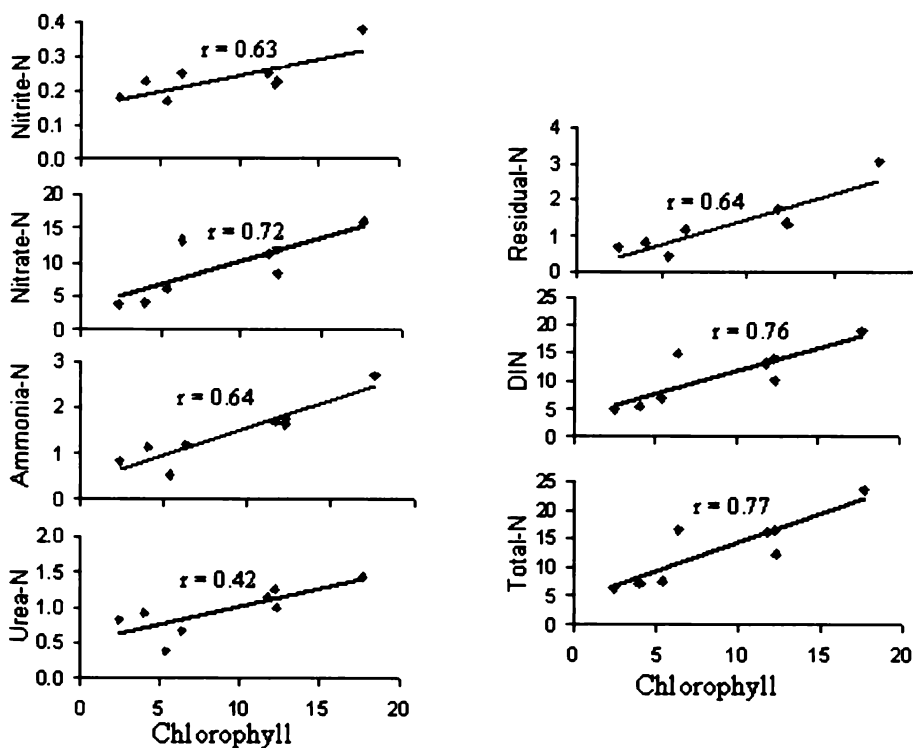 Nitrite-N
0.4
0.3
0.2
0.1
0.0
r = 0.63
Nitrate-N
20
15
10
5
0
r = 0.72
Ammonia-N
3
2
1
0
r = 0.64
Urea-N
2.0
1.5
1.0
0.5
0.0
r = 0.42
0 5 10 15 20
Chlorophyll
Residual-N
4
3
2
1
0
r = 0.64
DIN
25
20
15
10
5
0
r = 0.76
Total-N
25
20
15
10
5
0
r = 0.77
0 5 10 15 20
Chlorophyll